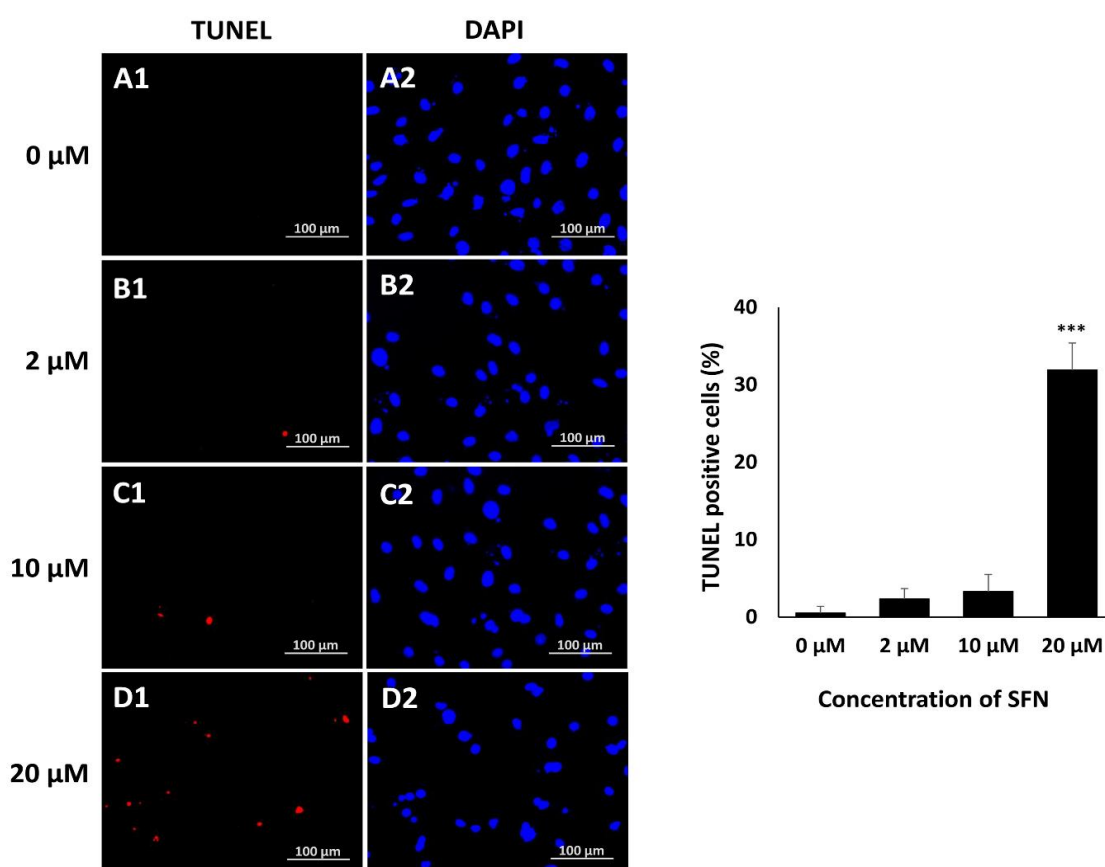 TUNEL DAPI
0 µM
A1 A2
100 µm 100 µm
2 µM
B1 B2
100 µm 100 µm
10 µM
C1 C2
100 µm 100 µm
20 µM
D1 D2
100 µm 100 µm
TUNEL positive cells (%)
40
30
20
10
0
***
0 µM 2 µM 10 µM 20 µM
Concentration of SFN